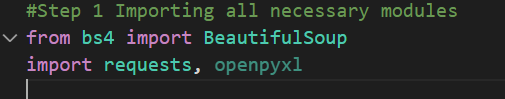 #Step 1 Importing all necessary modules
from bs4 import BeautifulSoup
import requests, openpyxl